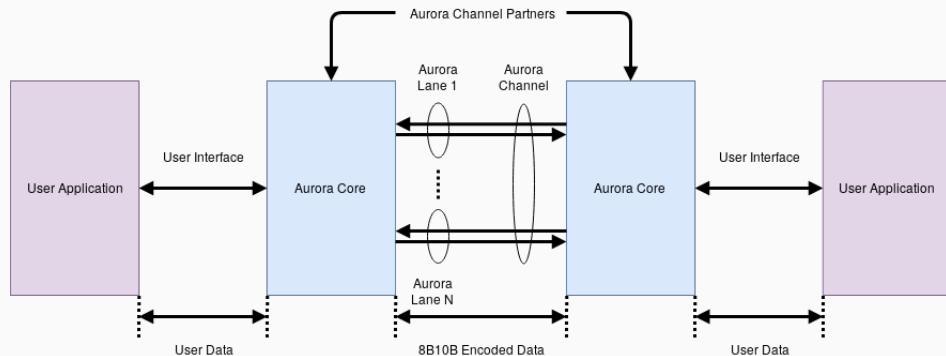 Aurora Channel Partners
Aurora
Lane 1
Aurora
Channel
User Interface
User Interface
User Application
Aurora Core
Aurora Core
User Application
Aurora
Lane N
User Data
8B10B Encoded Data
User Data